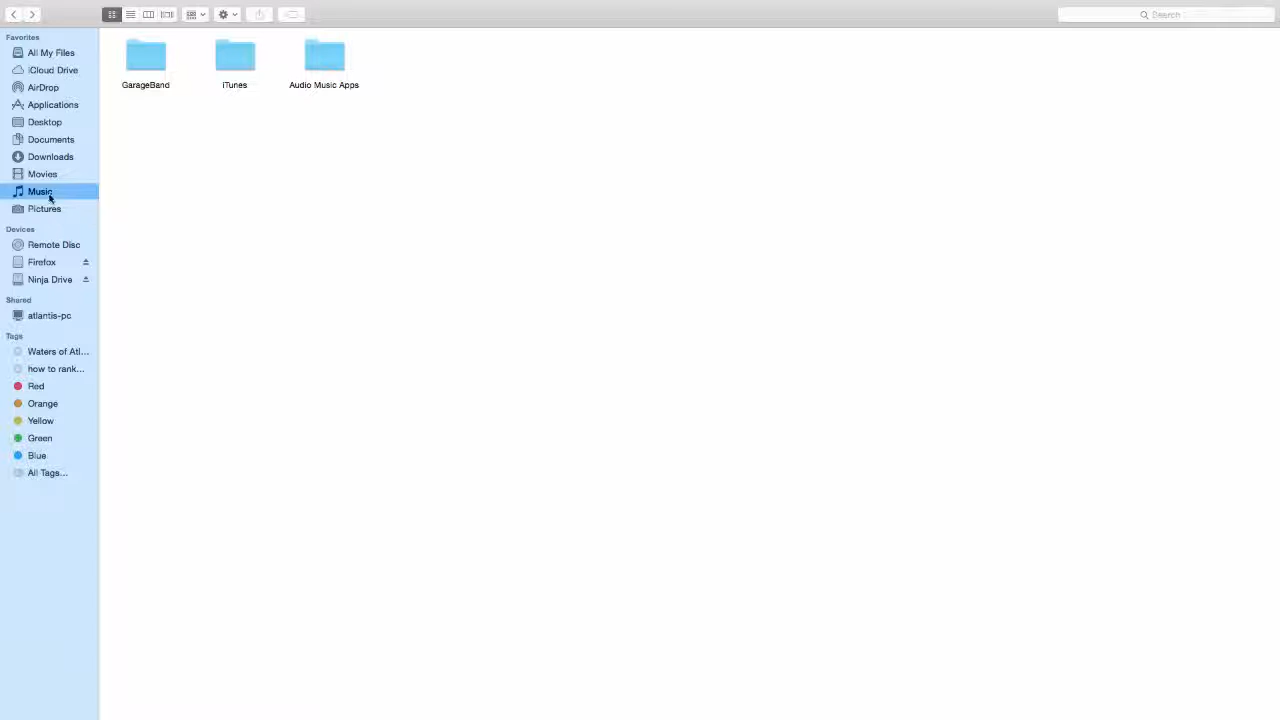 Search
Favorites
All My Files
iCloud Drive
AirDrop
Applications
Desktop
Documents
Downloads
Movies
Music
Pictures
Devices
Remote Disc
Firefox
Ninja Drive
Shared
atlantis-pc
Tags
Waters of Atl...
how to rank...
Red
Orange
Yellow
Green
Blue
All Tags...
GarageBand
iTunes
Audio Music Apps